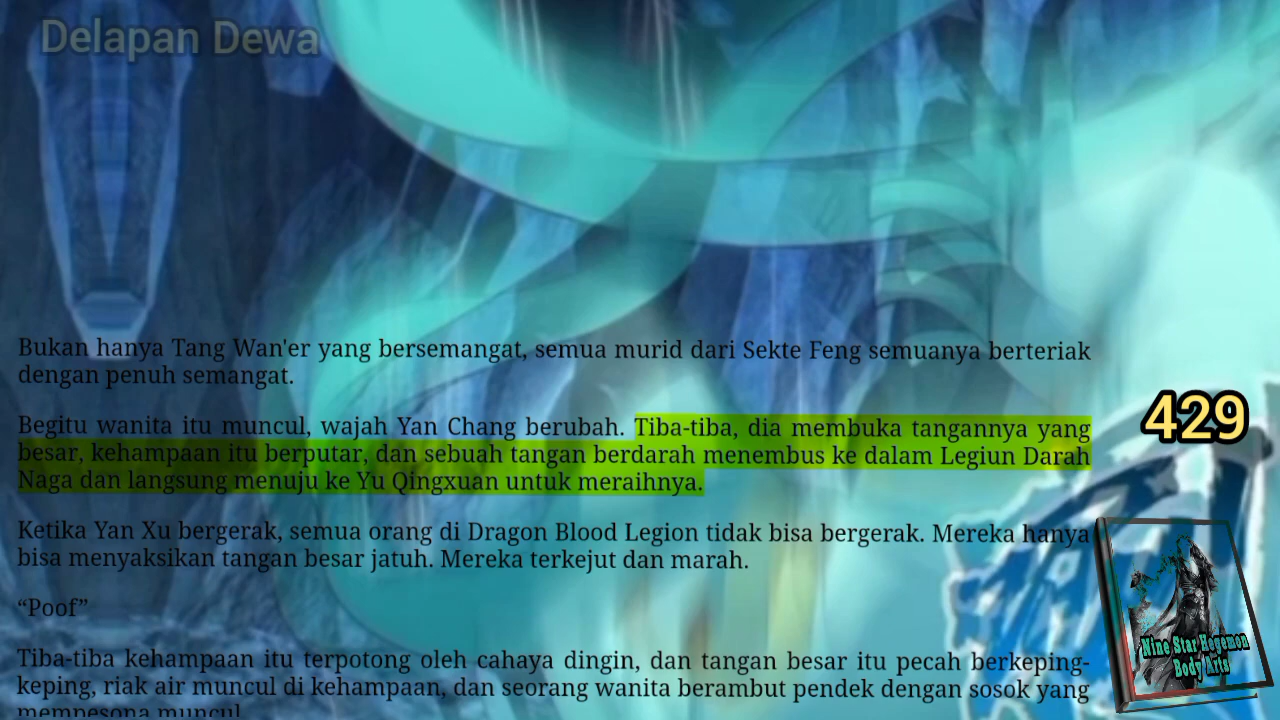 Delapan Dewa
Bukan hanya Tang Wan'er yang bersemangat, semua murid dari Sekte Feng semuanya berteriak
dengan penuh semangat.
Begitu wanita itu muncul, wajah Yan Chang berubah. Tiba-tiba, dia membuka tangannya yang
besar, kehampaan itu berputar, dan sebuah tangan berdarah menembus ke dalam Legiun Darah
Naga dan langsung menuju ke Yu Qingxuan untuk meraihnya.
Ketika Yan Xu bergerak, semua orang di Dragon Blood Legion tidak bisa bergerak. Mereka hanya
bisa menyaksikan tangan besar jatuh. Mereka terkejut dan marah.
“Poof”
Tiba-tiba kehampaan itu terpotong oleh cahaya dingin, dan tangan besar itu pecah berkeping-
keping, riak air muncul di kehampaan, dan seorang wanita berambut pendek dengan sosok yang
mempesona muncul.
429
Nine Star Hegemon
Body Arts